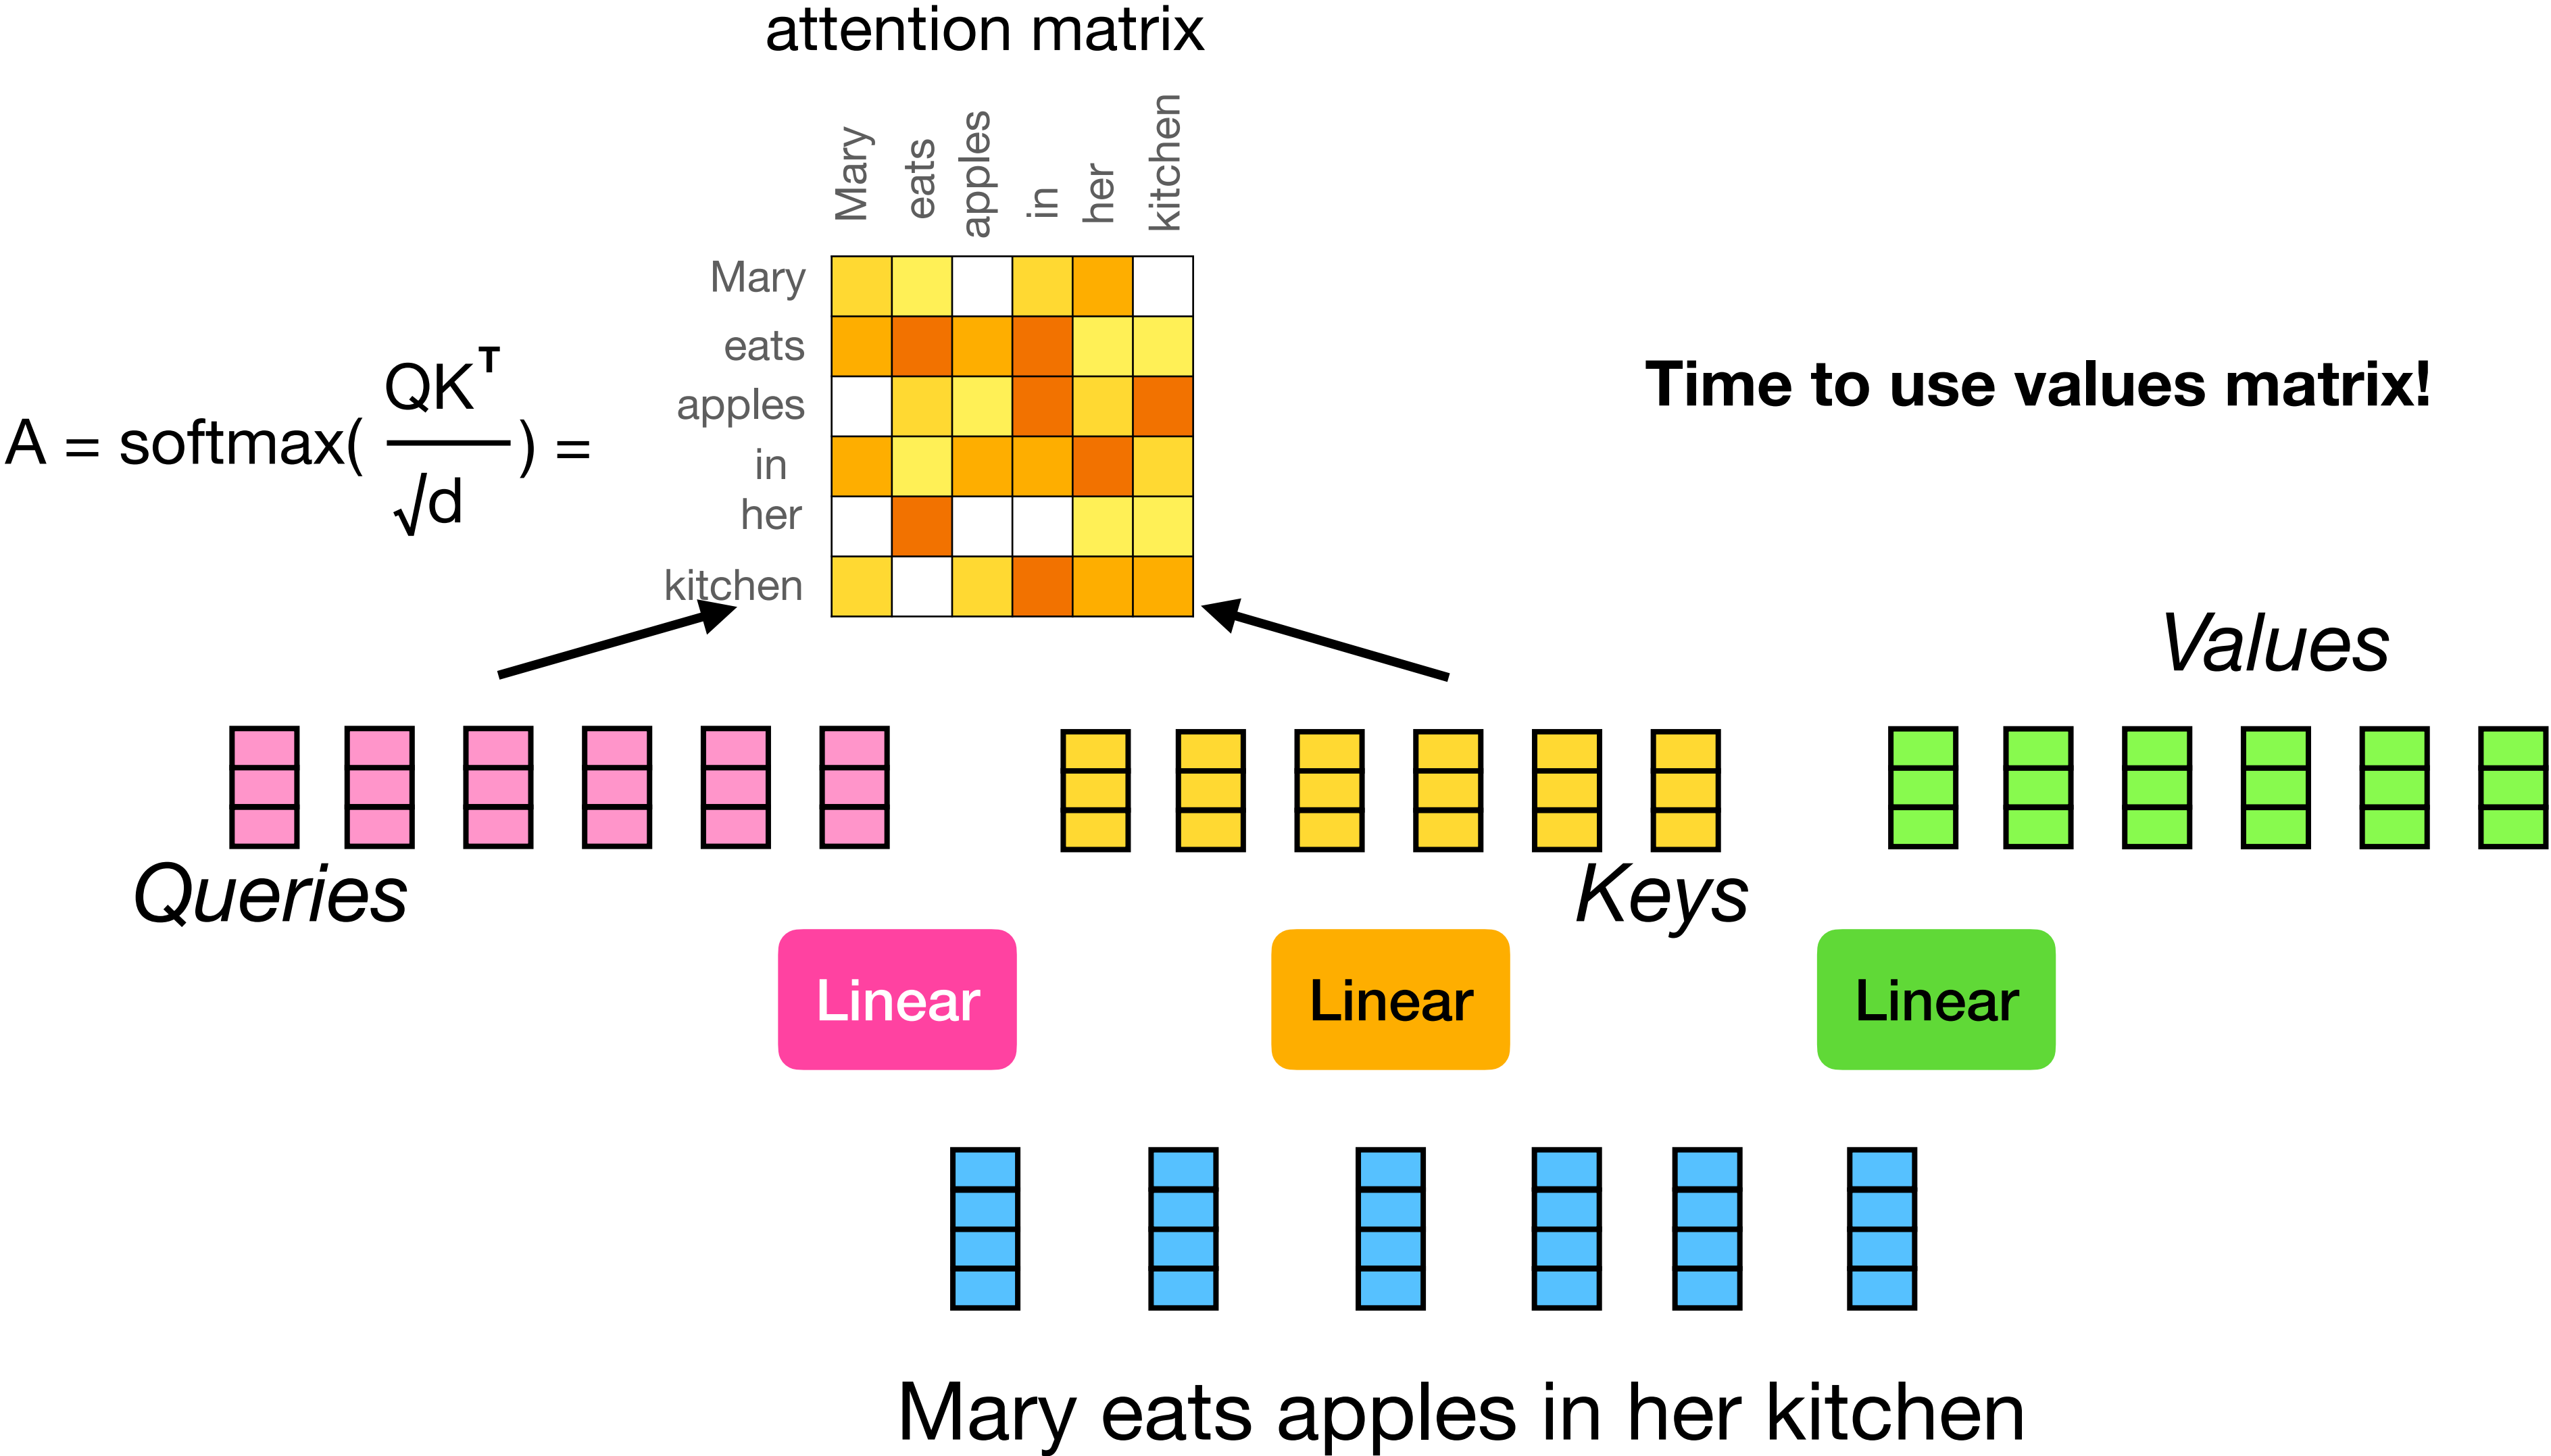 attention matrix
Mary eats apples in her kitchen
Mary
eats
apples
in
her
kitchen
A = softmax( QKᵀ / √d ) =
Time to use values matrix!
Values
Queries
Keys
Linear
Linear
Linear
Mary eats apples in her kitchen